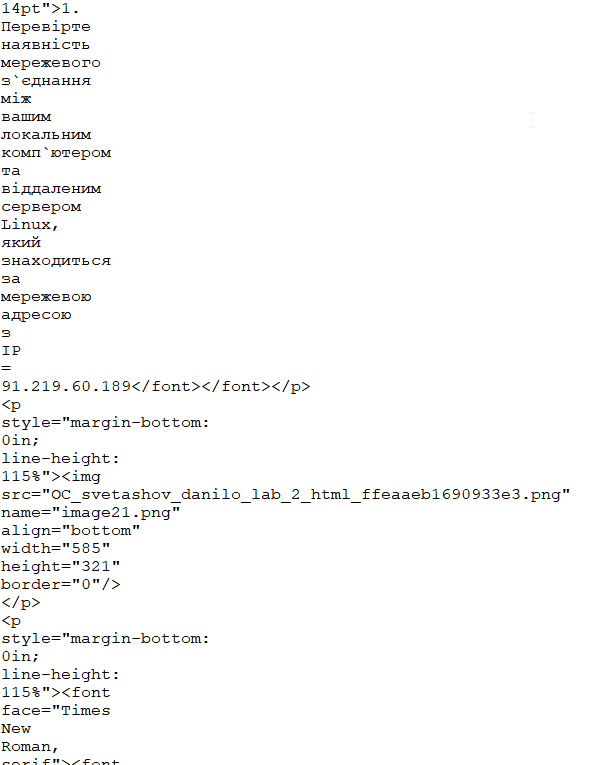 14pt">1.
Перевірте
наявність
мережевого
з`єднання
між
вашим
локальним
комп`ютером
та
віддаленим
сервером
Linux,
який
знаходиться
за
мережевою
адресою
з
IP
=
91.219.60.189</font></font></p>
<p
style="margin-bottom:
0in;
line-height:
115%"><img
src="OC_svetashov_danilo_lab_2_html_ffeaaeb1690933e3.png"
name="image21.png"
align="bottom"
width="585"
height="321"
border="0"/>
</p>
<p
style="margin-bottom:
0in;
line-height:
115%"><font
face="Times
New
Roman,
serif"><font